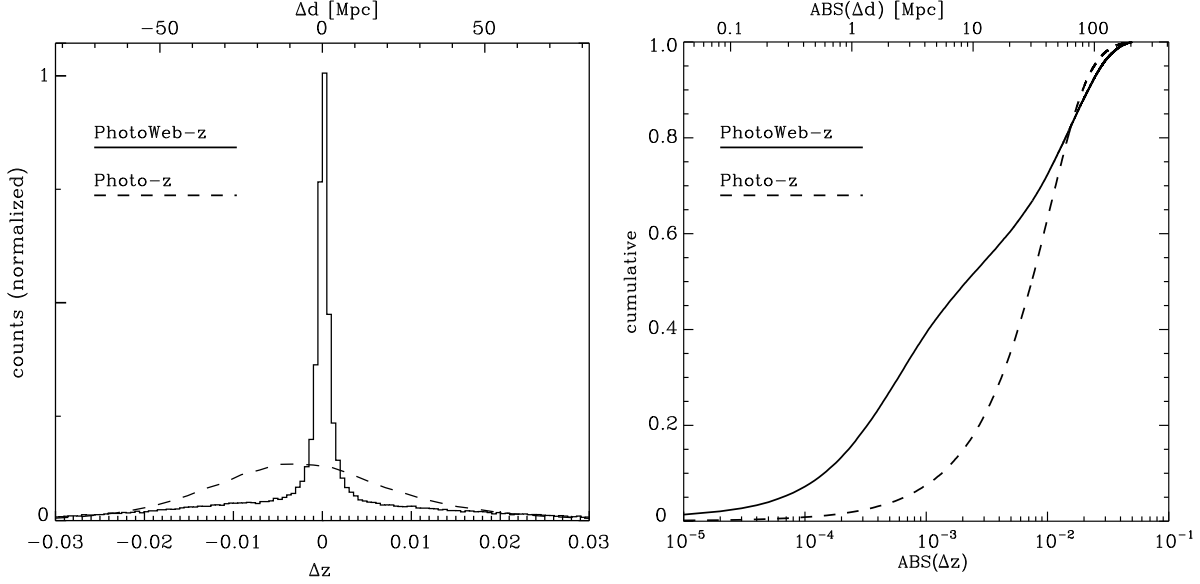 Δd [Mpc]
−50 0 50
1
PhotoWeb−z
Photo−z
counts (normalized)
0
−0.03 −0.02 −0.01 0 0.01 0.02 0.03
Δz
ABS(Δd) [Mpc]
0.1 1 10 100
1.0
0.8
PhotoWeb−z
Photo−z
0.6
cumulative
0.4
0.2
0
10⁻⁵ 10⁻⁴ 10⁻³ 10⁻² 10⁻¹
ABS(Δz)